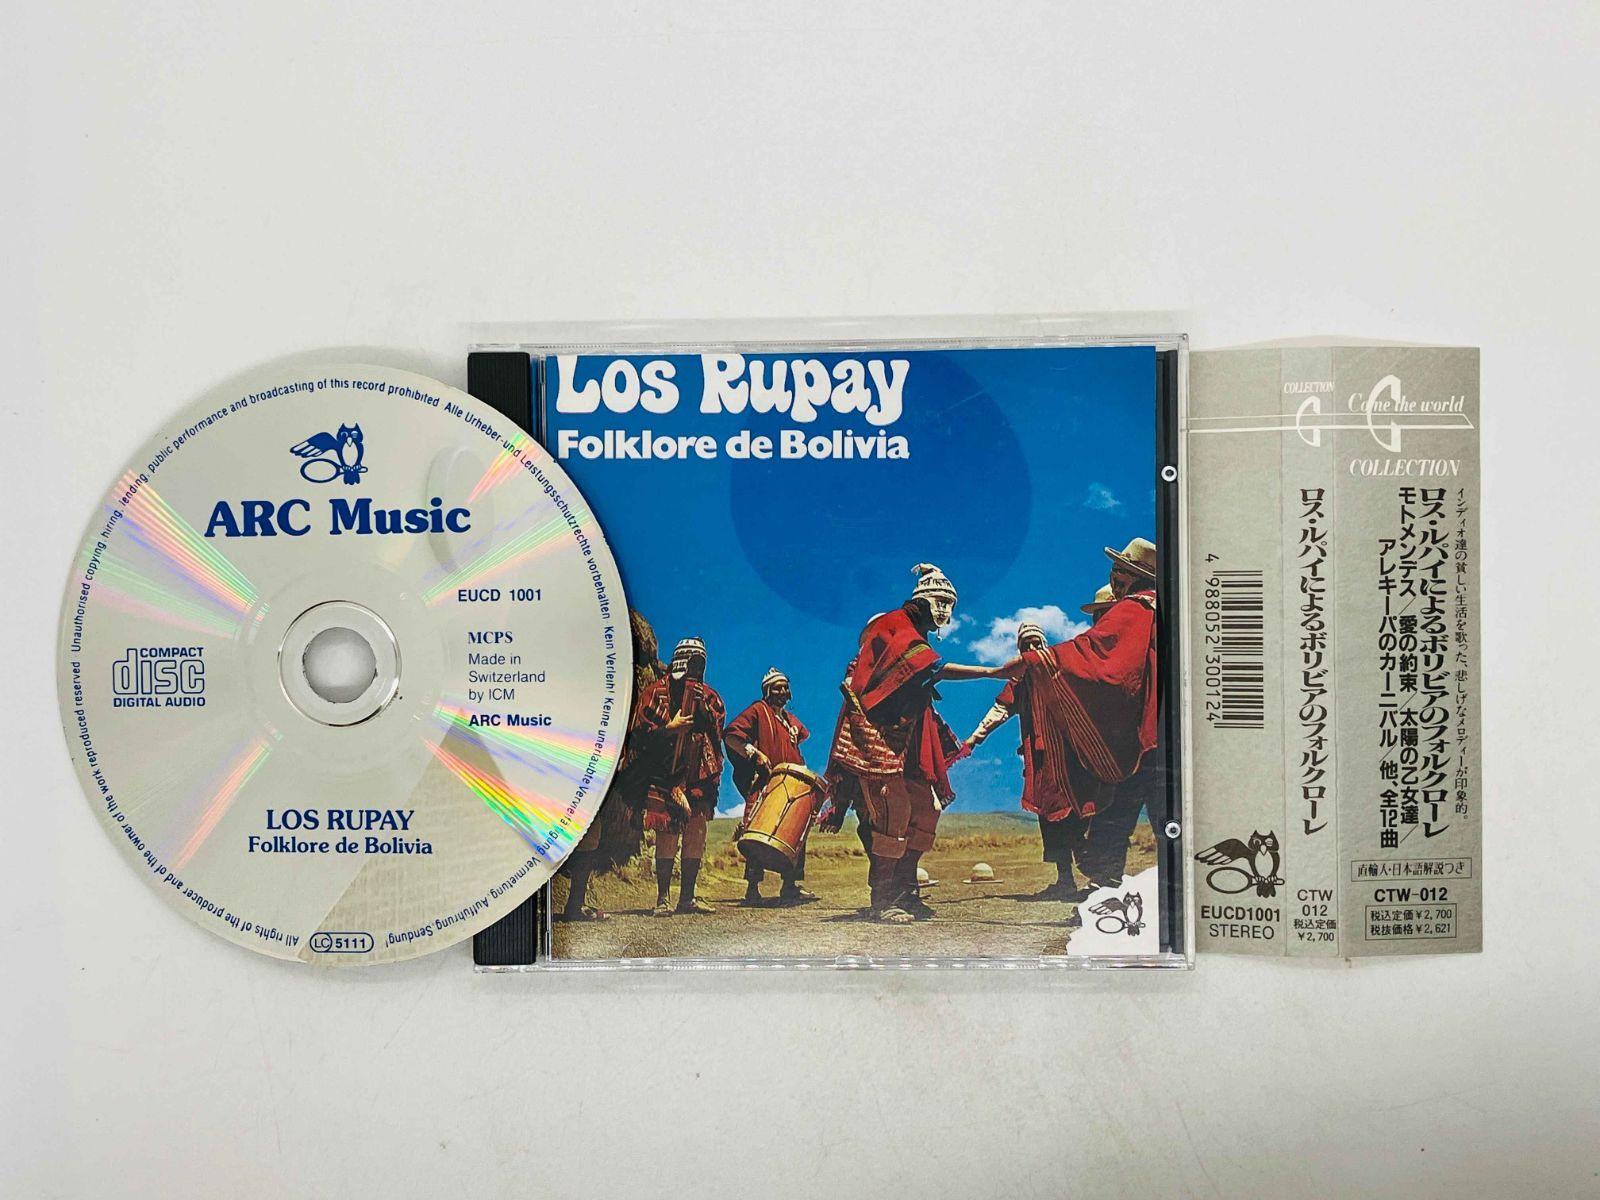 All rights of the producer and of the owner of the work reproduced reserved Unauthorised copying, hiring, lending, public performance and broadcasting of this record prohibited Alle Urheber-und Leistungsschutzrechte vorbehalten Kein Verleih! Keine unerlaubte Vervielfältigung Vermietung Aufführung Sendung!
ARC Music
EUCD 1001
MCPS
Made in
Switzerland
by ICM
ARC Music
COMPACT
disc
DIGITAL AUDIO
LOS RUPAY
Folklore de Bolivia
LC 5111
Los Rupay
Folklore de Bolivia
4 988052 300124
EUCD1001
STEREO
COLLECTION
G
ロス・ルパイによるボリビアのフォルクローレ
CTW
012
税込定価
¥2,700
Come the world
G
COLLECTION
インディオ達の貧しい生活を歌った、悲しげなメロディーが印象的。
ロス・ルパイによるボリビアのフォルクローレ
モトメンデス/愛の約束/太陽の乙女達/
アレキーパのカーニバル/他、全12曲
直輸入・日本語解説つき
CTW-012
税込定価¥2,700
税抜価格¥2,621